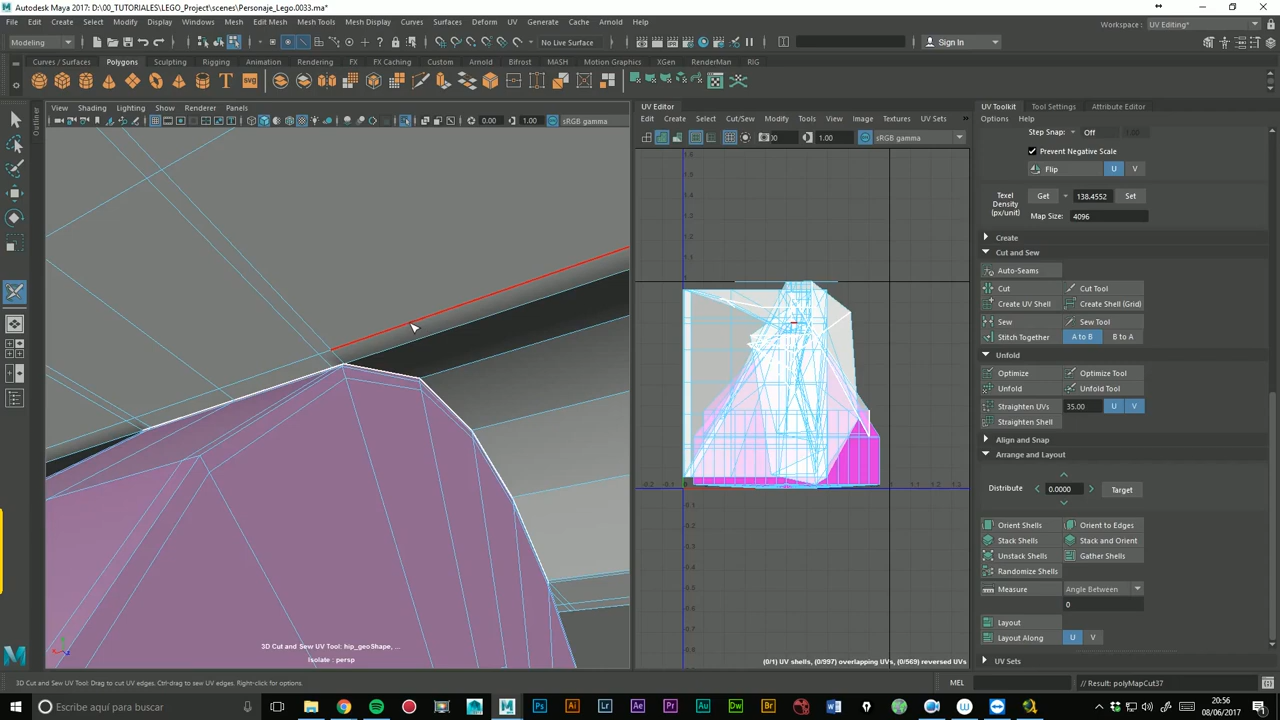 Autodesk Maya 2017: D:\00_TUTORIALES\LEGO_Project\scenes\Personaje_Lego.0033.ma*
File Edit Create Select Modify Display Windows Mesh Edit Mesh Mesh Tools Mesh Display Curves Surfaces Deform UV Generate Cache Arnold Help
Workspace : UV Editing*
Modeling No Live Surface Sign In
Curves / Surfaces Polygons Sculpting Rigging Animation Rendering FX FX Caching Custom Arnold Bifrost MASH Motion Graphics XGen RenderMan XGen
View Shading Lighting Show Renderer Panels
0.00 1.00 sRGB gamma
Outliner
3D Cut and Sew UV Tool: hip_geoShape, ...
Isolate : persp
UV Editor
Edit Create Select Cut/Sew Modify Tools View Image Textures UV Sets
1.00 sRGB gamma
(0/1) UV shells, (0/997) overlapping UVs, (0/569) reversed UVs
UV Toolkit Tool Settings Attribute Editor
Options Help
Step Snap: Off
Prevent Negative Scale
Flip U V
Texel Density (px/unit) Get 138.4552 Set
Map Size: 4096
Create
Cut and Sew
Auto-Seams
Cut Cut Tool
Create UV Shell Create Shell (Grid)
Sew Sew Tool
Stitch Together A to B B to A
Unfold
Optimize Optimize Tool
Unfold Unfold Tool
Straighten UVs 35.00 U V
Straighten Shell
Align and Snap
Arrange and Layout
Distribute 0.0000 Target
Orient Shells Orient to Edges
Stack Shells Stack and Orient
Unstack Shells Gather Shells
Randomize Shells
Measure Angle Between
0
Layout
Layout Along U V
UV Sets
3D Cut and Sew UV Tool: Drag to cut UV edges. Ctrl-drag to sew UV edges. Right-click for options.
MEL // Result: polyMapCut37
Escribe aquí para buscar
20:56
08/06/2017